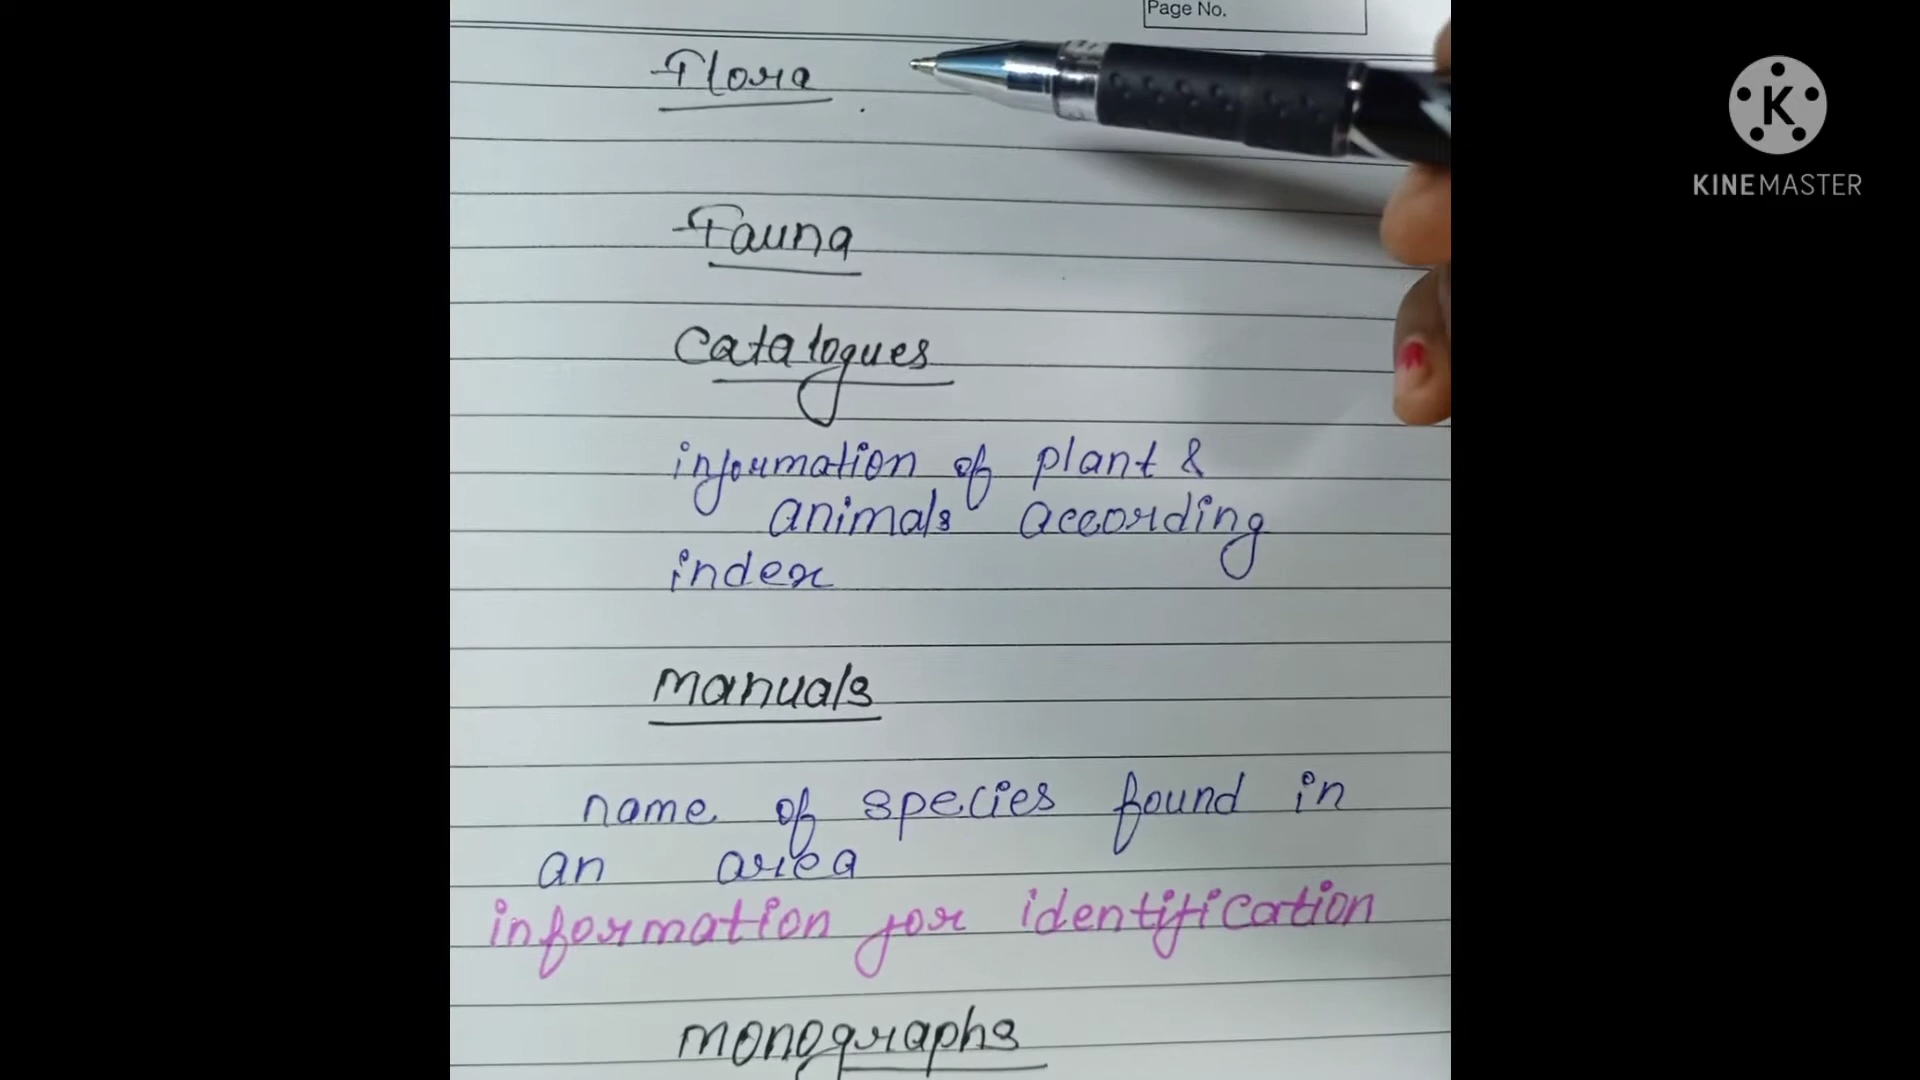 Page No.
Flora
Fauna
Catalogues
information of plant &
animals according
index
Manuals
name of species found in
an area
information for identification
Monographs
K
KINEMASTER